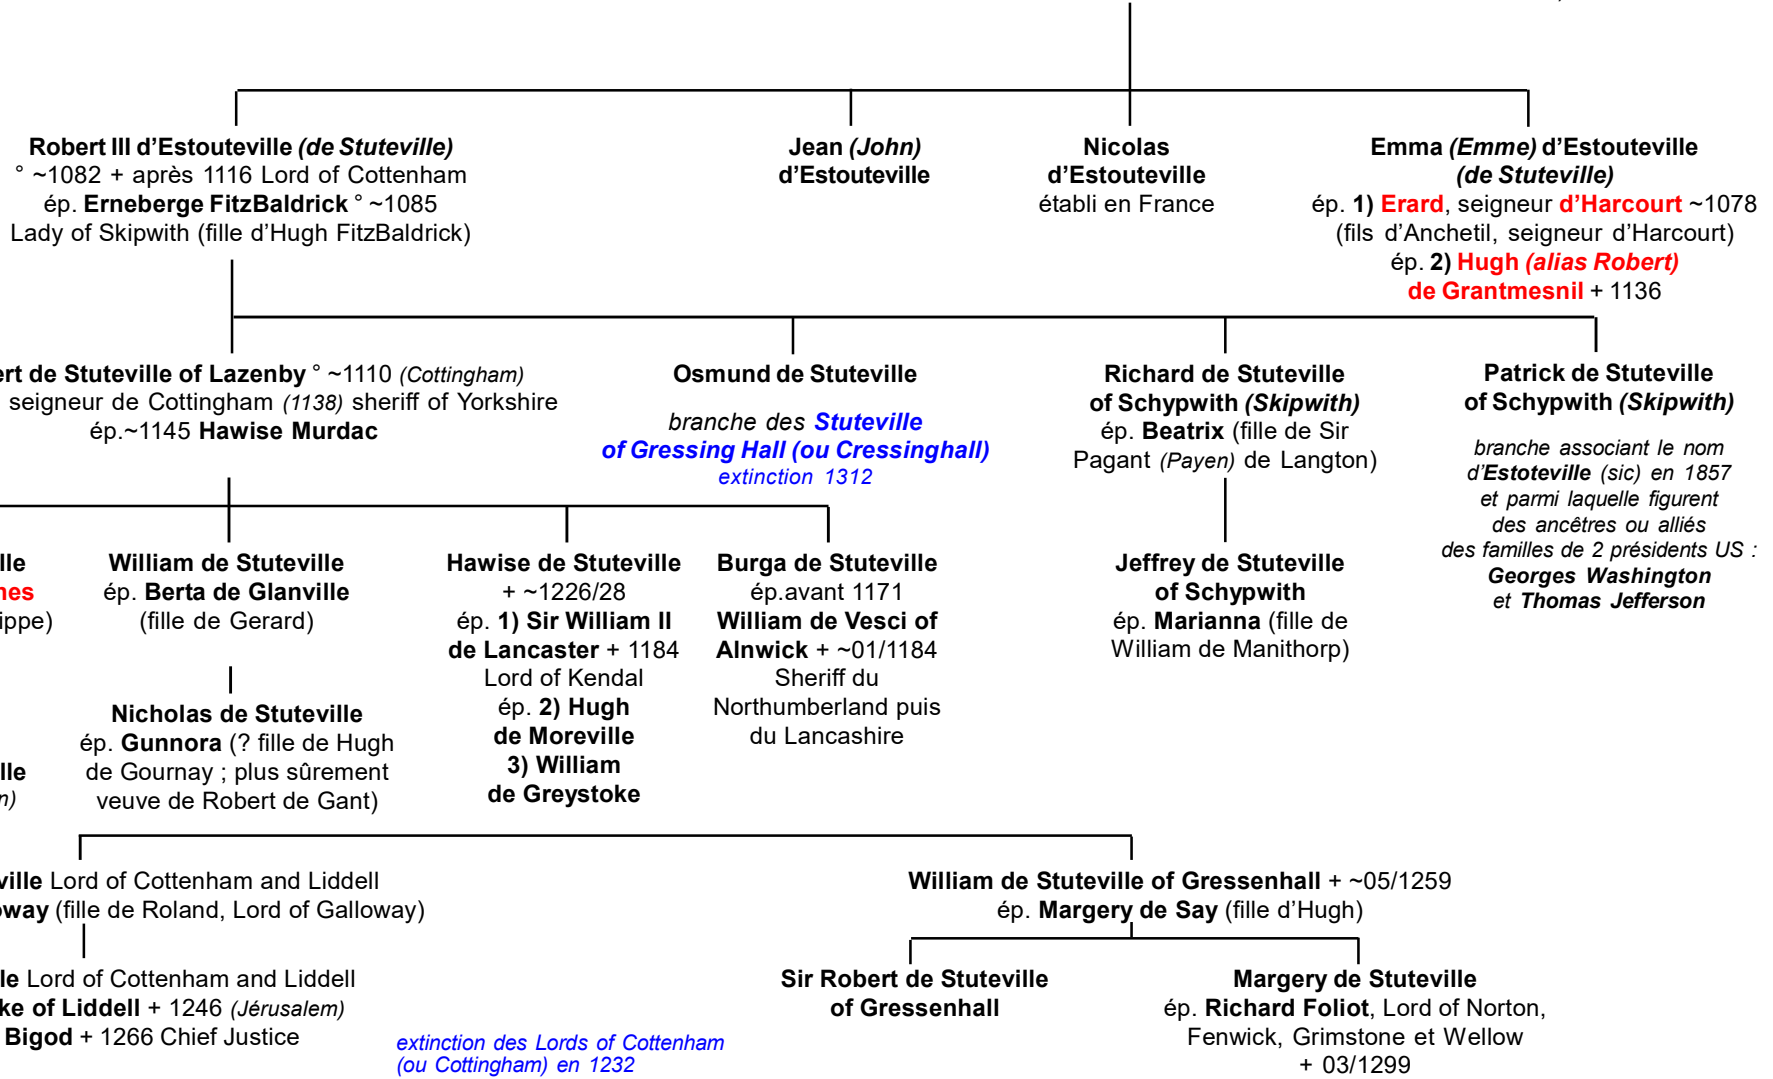 Robert III d'Estouteville (de Stuteville)
° ~1082 + après 1116 Lord of Cottenham
ép. Erneberge FitzBaldrick ° ~1085
Lady of Skipwith (fille d'Hugh FitzBaldrick)
Jean (John)
d'Estouteville
Nicolas
d'Estouteville
établi en France
Emma (Emme) d'Estouteville
(de Stuteville)
ép. 1) Erard, seigneur d'Harcourt ~1078
(fils d'Anchetil, seigneur d'Harcourt)
ép. 2) Hugh (alias Robert)
de Grantmesnil + 1136
ert de Stuteville of Lazenby ° ~1110 (Cottingham)
seigneur de Cottingham (1138) sheriff of Yorkshire
ép.~1145 Hawise Murdac
Osmund de Stuteville
branche des Stuteville
of Gressing Hall (ou Cressinghall)
extinction 1312
Richard de Stuteville
of Schypwith (Skipwith)
ép. Beatrix (fille de Sir
Pagant (Payen) de Langton)
Patrick de Stuteville
of Schypwith (Skipwith)
branche associant le nom
d'Estoteville (sic) en 1857
et parmi laquelle figurent
des ancêtres ou alliés
des familles de 2 présidents US :
Georges Washington
et Thomas Jefferson
lle
nes
ippe)
William de Stuteville
ép. Berta de Glanville
(fille de Gerard)
Hawise de Stuteville
+ ~1226/28
ép. 1) Sir William II
de Lancaster + 1184
Lord of Kendal
ép. 2) Hugh
de Moreville
3) William
de Greystoke
Burga de Stuteville
ép.avant 1171
William de Vesci of
Alnwick + ~01/1184
Sheriff du
Northumberland puis
du Lancashire
Jeffrey de Stuteville
of Schypwith
ép. Marianna (fille de
William de Manithorp)
lle
n)
Nicholas de Stuteville
ép. Gunnora (? fille de Hugh
de Gournay ; plus sûrement
veuve de Robert de Gant)
ville Lord of Cottenham and Liddell
oway (fille de Roland, Lord of Galloway)
William de Stuteville of Gressenhall + ~05/1259
ép. Margery de Say (fille d'Hugh)
le Lord of Cottenham and Liddell
ke of Liddell + 1246 (Jérusalem)
Bigod + 1266 Chief Justice
extinction des Lords of Cottenham
(ou Cottingham) en 1232
Sir Robert de Stuteville
of Gressenhall
Margery de Stuteville
ép. Richard Foliot, Lord of Norton,
Fenwick, Grimstone et Wellow
+ 03/1299